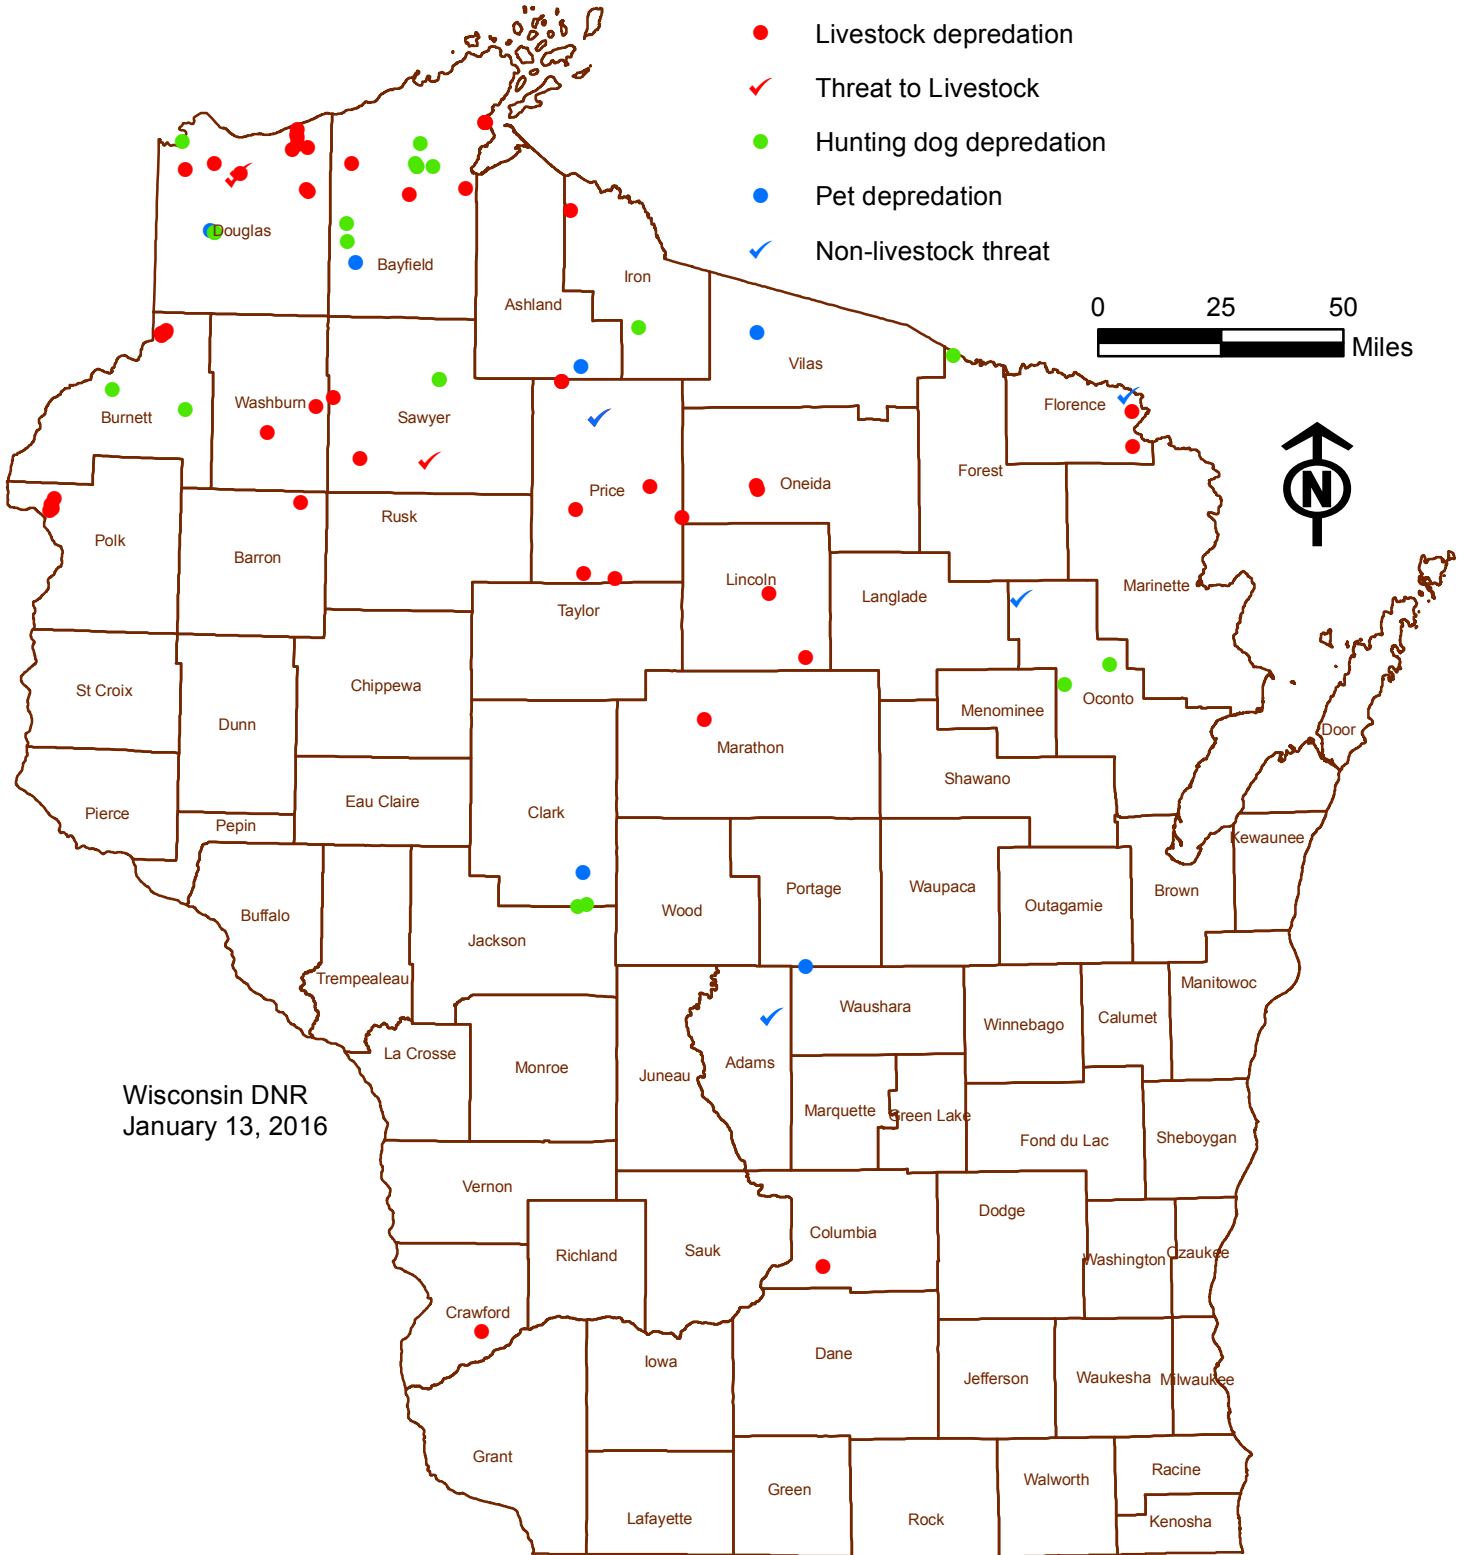 Livestock depredation
Threat to Livestock
Hunting dog depredation
Pet depredation
Non-livestock threat
0 25 50
Miles
N
Douglas
Bayfield
Ashland
Iron
Vilas
Florence
Burnett
Washburn
Sawyer
Price
Oneida
Forest
Polk
Barron
Rusk
Taylor
Lincoln
Langlade
Marinette
St Croix
Dunn
Chippewa
Marathon
Menominee
Oconto
Door
Pierce
Pepin
Eau Claire
Clark
Shawano
Kewaunee
Buffalo
Trempealeau
Jackson
Wood
Portage
Waupaca
Outagamie
Brown
Manitowoc
La Crosse
Monroe
Juneau
Adams
Waushara
Winnebago
Calumet
Wisconsin DNR
January 13, 2016
Marquette
Green Lake
Fond du Lac
Sheboygan
Vernon
Richland
Sauk
Columbia
Dodge
Washington
Ozaukee
Crawford
Iowa
Dane
Jefferson
Waukesha
Milwaukee
Grant
Lafayette
Green
Rock
Walworth
Racine
Kenosha